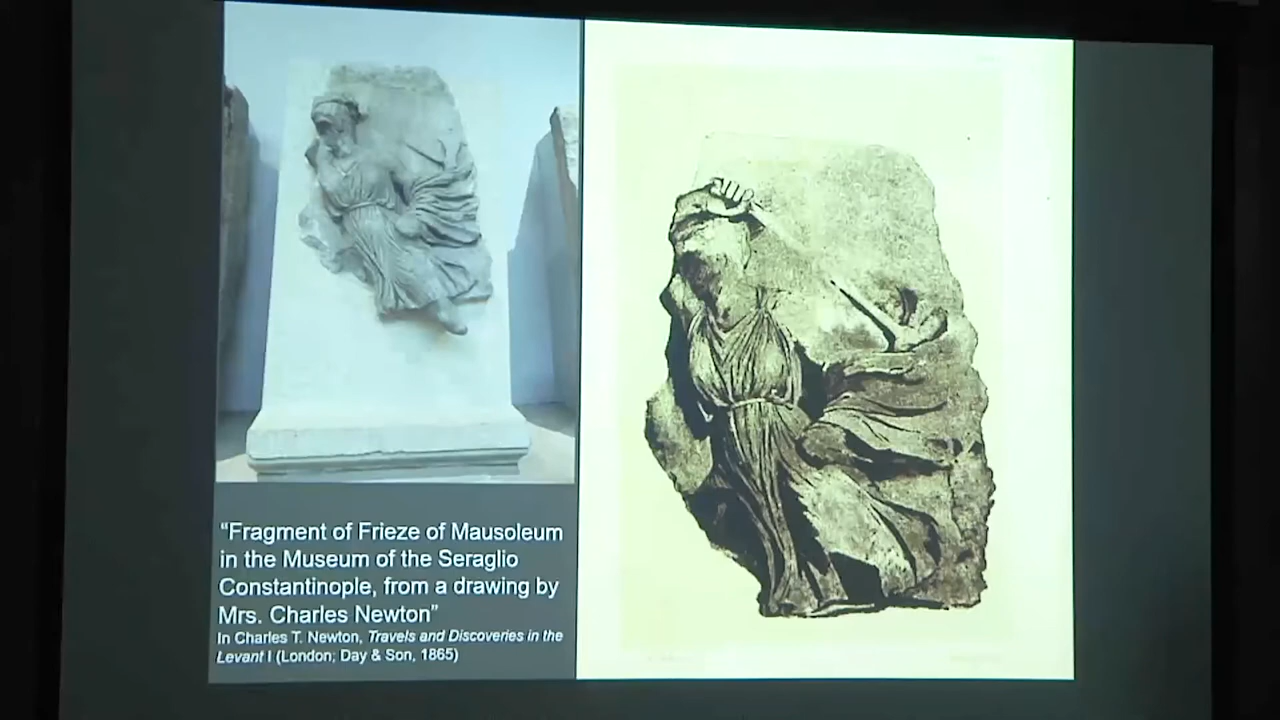 “Fragment of Frieze of Mausoleum
in the Museum of the Seraglio
Constantinople, from a drawing by
Mrs. Charles Newton”
In Charles T. Newton, Travels and Discoveries in the
Levant I (London; Day & Son, 1865)